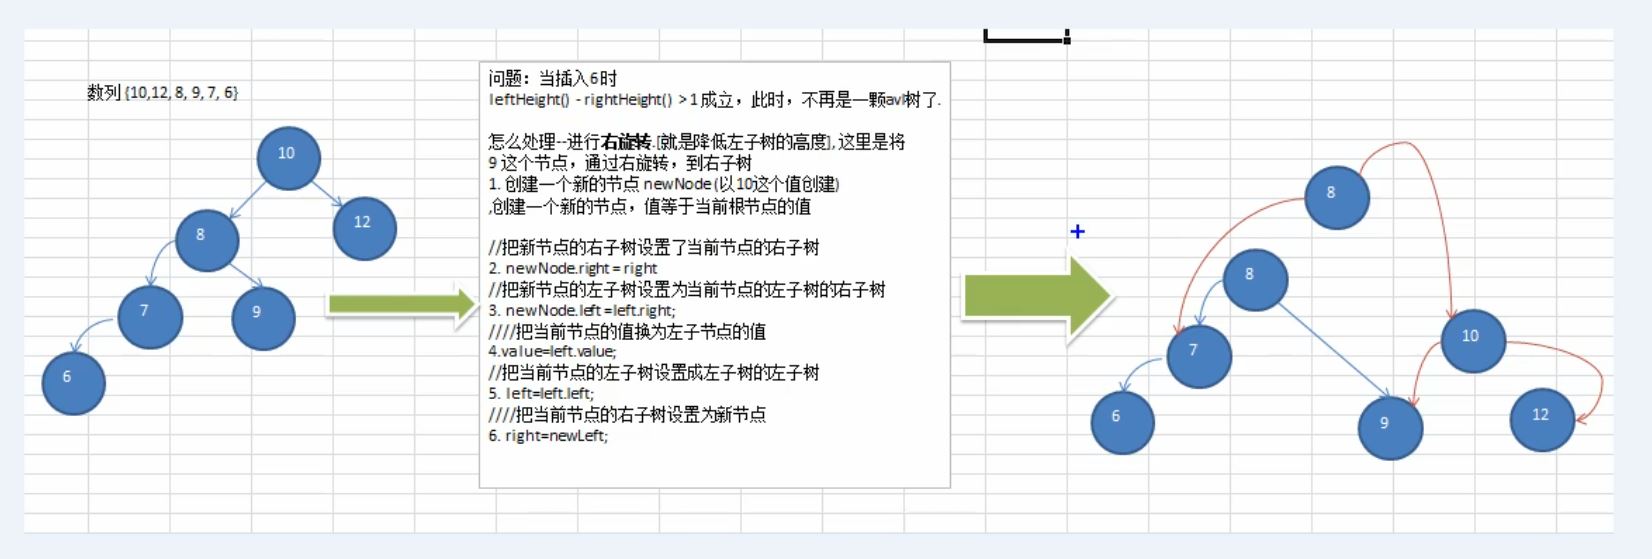 数列 {10,12, 8, 9, 7, 6}
10
8
12
7
9
6
问题：当插入6时
leftHeight() - rightHeight() > 1 成立，此时，不再是一颗avl树了.
怎么处理--进行右旋转.[就是降低左子树的高度], 这里是将
9 这个节点，通过右旋转，到右子树
1. 创建一个新的节点 newNode (以10这个值创建)
,创建一个新的节点，值等于当前根节点的值
//把新节点的右子树设置了当前节点的右子树
2. newNode.right = right
//把新节点的左子树设置为当前节点的左子树的右子树
3. newNode.left =left.right;
////把当前节点的值换为左子节点的值
4.value=left.value;
//把当前节点的左子树设置成左子树的左子树
5. left=left.left;
////把当前节点的右子树设置为新节点
6. right=newLeft;
8
8
7
10
6
9
12